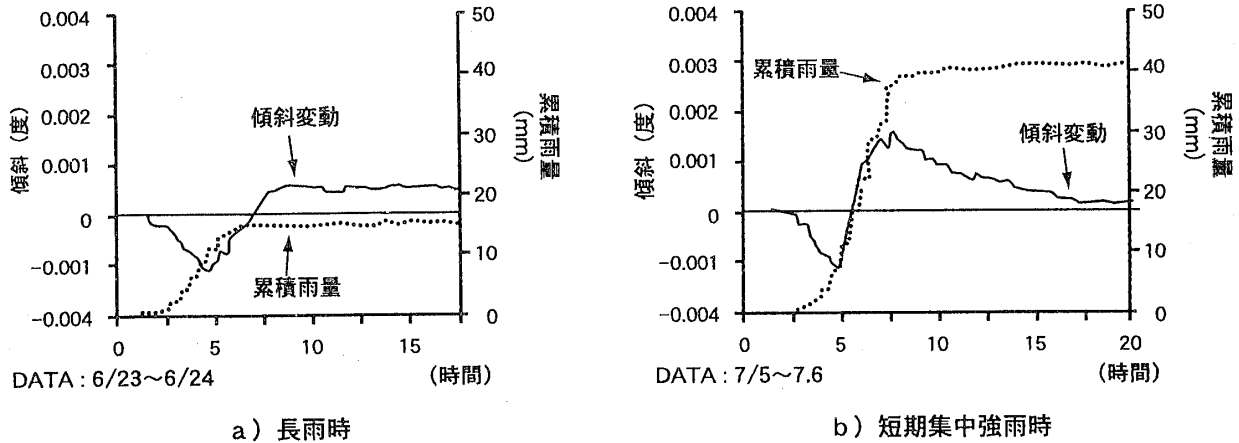 0.004
0.003
0.002
0.001
0
−0.001
−0.004
傾斜（度）
50
40
30
20
10
0
累積雨量
(mm)
傾斜変動
累積雨量
0 5 10 15
DATA : 6/23〜6/24 (時間)
a）長雨時
0.004
0.003
0.002
0.001
0
−0.001
−0.004
傾斜（度）
50
40
30
20
10
0
累積雨量
(mm)
累積雨量
傾斜変動
0 5 10 15 20
DATA : 7/5〜7.6 (時間)
b）短期集中強雨時